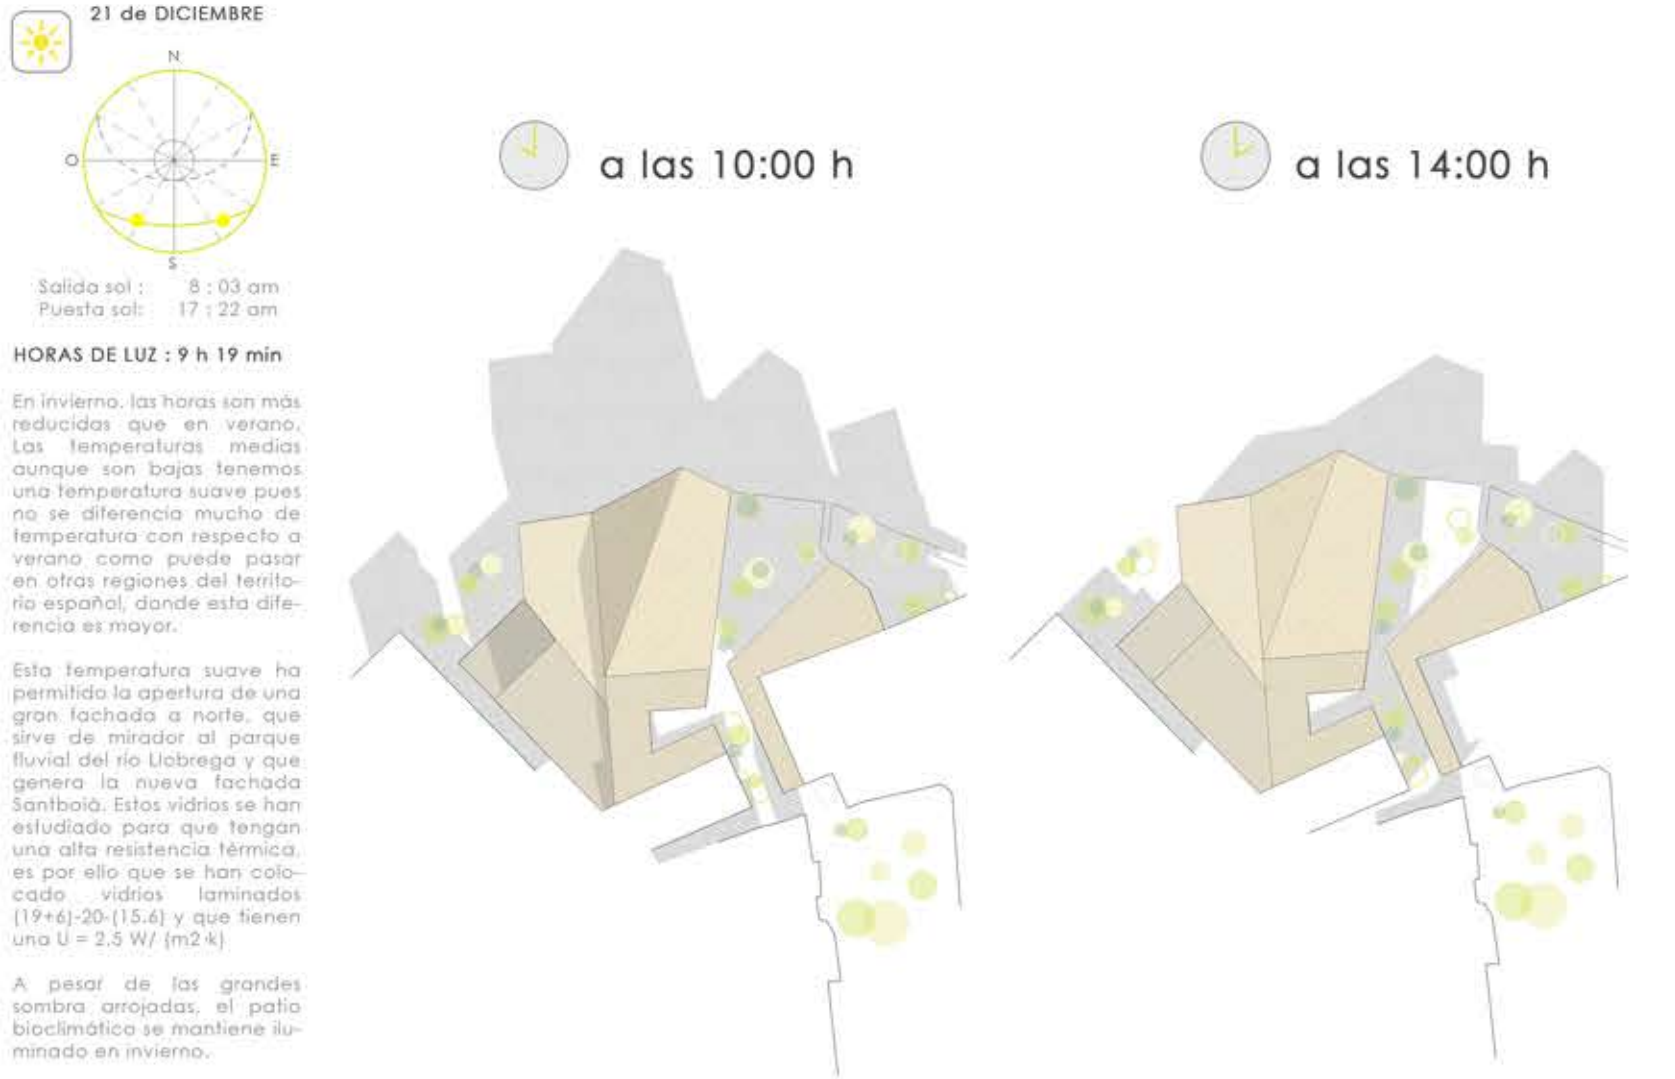 21 de DICIEMBRE
N
O
E
S
Salida sol : 8 : 03 am
Puesta sol: 17 : 22 am
HORAS DE LUZ : 9 h 19 min
En invierno, las horas son más
reducidas que en verano.
Las temperaturas medias
aunque son bajas tenemos
una temperatura suave pues
no se diferencia mucho de
temperatura con respecto a
verano como puede pasar
en otras regiones del territo-
rio español, donde esta dife-
rencia es mayor.
Esta temperatura suave ha
permitido la apertura de una
gran fachada a norte, que
sirve de mirador al parque
fluvial del río Llobrega y que
genera la nueva fachada
Santboià. Estos vidrios se han
estudiado para que tengan
una alta resistencia térmica,
es por ello que se han colo-
cado vidrios laminados
(19+6)-20-(15.6) y que tienen
una U = 2.5 W/ (m2·k)
A pesar de las grandes
sombra arrojadas, el patio
bioclimático se mantiene ilu-
minado en invierno.
a las 10:00 h
a las 14:00 h